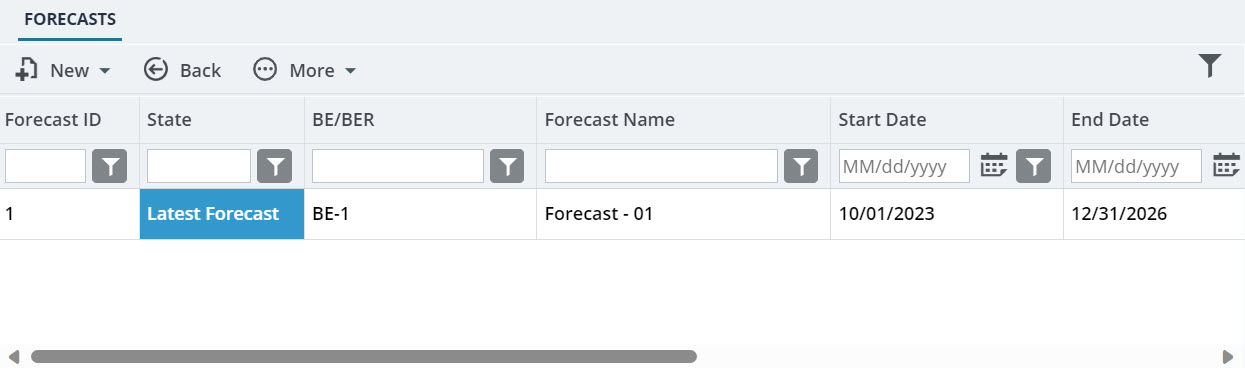 FORECASTS
New Back More
Forecast ID State BE/BER Forecast Name Start Date End Date
MM/dd/yyyy MM/dd/yyyy
1 Latest Forecast BE-1 Forecast - 01 10/01/2023 12/31/2026